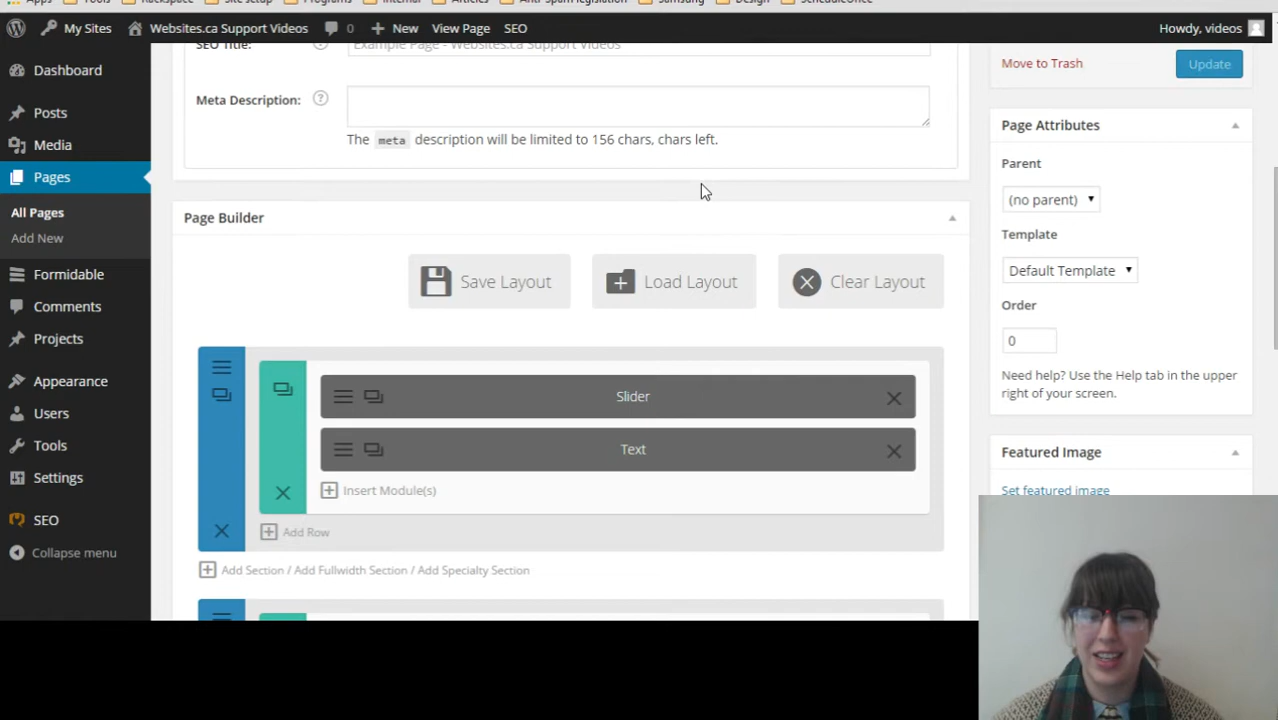 Apps Tools Rackspace Site setup Programs Internal Articles Anti-Spam legislation Samsung Design ScheduleOnce
My Sites Websites.ca Support Videos 0 New View Page SEO Howdy, videos
SEO Title: Example Page - Websites.ca Support Videos
Move to Trash Update
Dashboard
Meta Description: ?
Posts
Page Attributes
The meta description will be limited to 156 chars, chars left.
Media
Parent
Pages
(no parent)
All Pages
Page Builder
Template
Add New
Save Layout Load Layout Clear Layout
Default Template
Formidable
Comments
Order
Projects
0
Need help? Use the Help tab in the upper
right of your screen.
Appearance
Slider
Users
Text
Featured Image
Tools
Insert Module(s)
Set featured image
Settings
SEO
Add Row
Collapse menu
Add Section / Add Fullwidth Section / Add Specialty Section